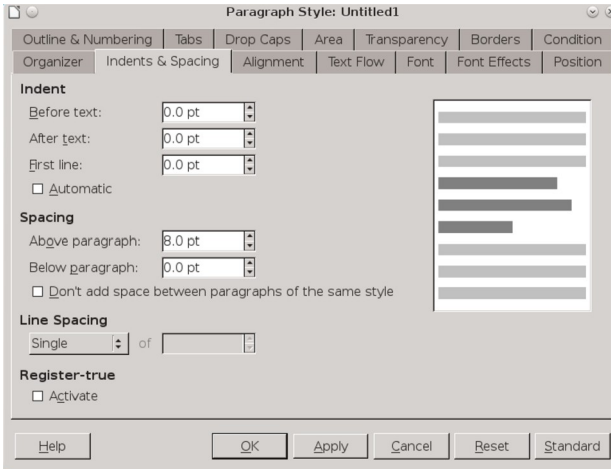 Paragraph Style: Untitled1
Outline & Numbering Tabs Drop Caps Area Transparency Borders Condition
Organizer Indents & Spacing Alignment Text Flow Font Font Effects Position
Indent
Before text: 0.0 pt
After text: 0.0 pt
First line: 0.0 pt
Automatic
Spacing
Above paragraph: 8.0 pt
Below paragraph: 0.0 pt
Don't add space between paragraphs of the same style
Line Spacing
Single of
Register-true
Activate
Help OK Apply Cancel Reset Standard